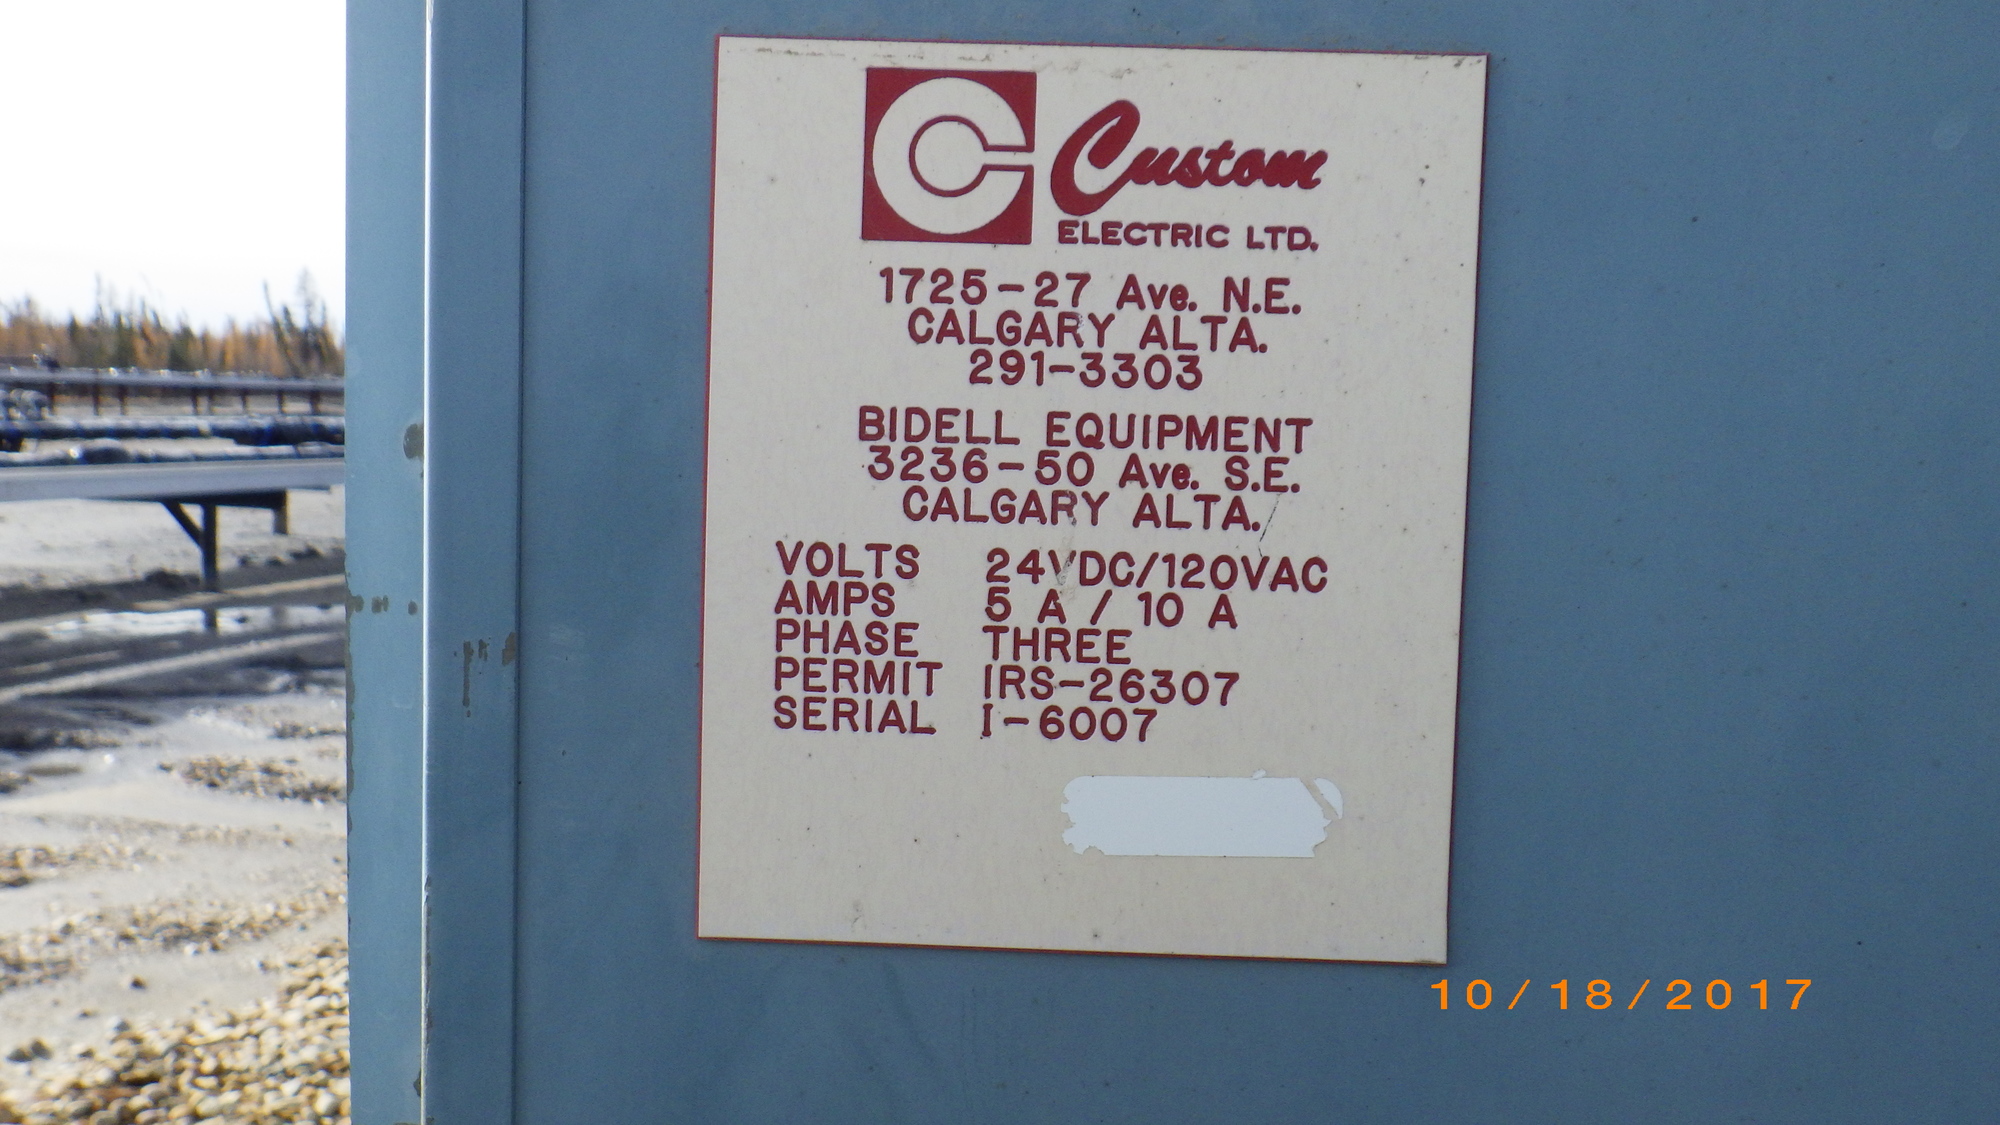 C Custom
ELECTRIC LTD.
1725-27 Ave. N.E.
CALGARY ALTA.
291-3303
BIDELL EQUIPMENT
3236-50 Ave. S.E.
CALGARY ALTA.
VOLTS 24VDC/120VAC
AMPS 5 A / 10 A
PHASE THREE
PERMIT IRS-26307
SERIAL I-6007
10/18/2017